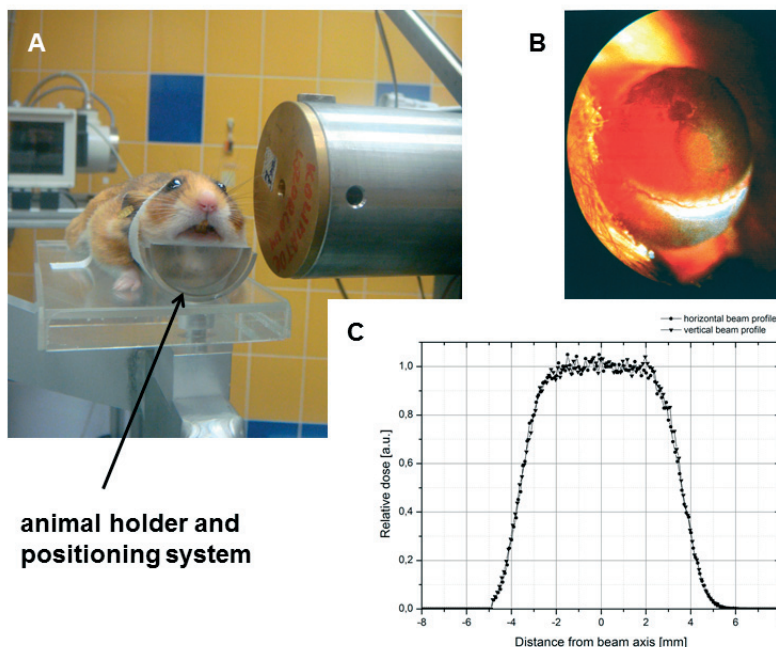 A
B
animal holder and
positioning system
C
horizontal beam profile
vertical beam profile
Relative dose [a.u.]
1,0
0,8
0,6
0,4
0,2
0,0
-8
-6
-4
-2
0
2
4
6
8
Distance from beam axis [mm]